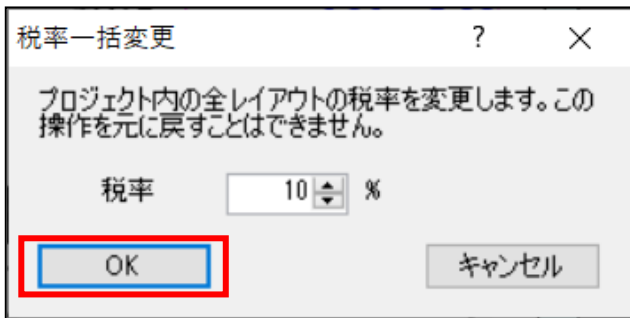 税率一括変更 ? ×
プロジェクト内の全レイアウトの税率を変更します。この
操作を元に戻すことはできません。
税率 10 %
OK キャンセル